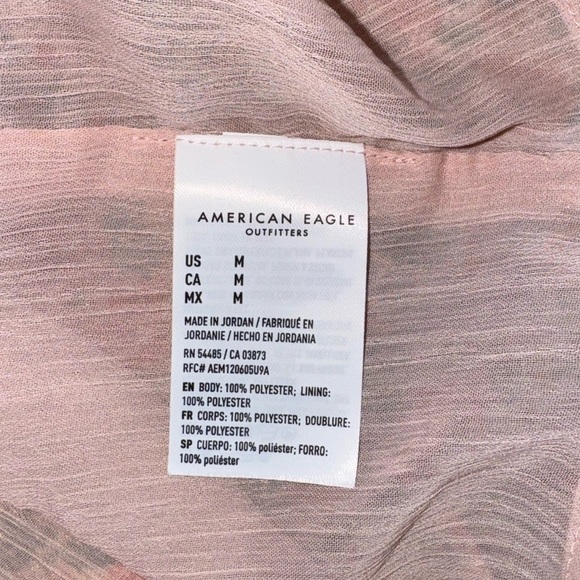 AMERICAN EAGLE
OUTFITTERS
US M
CA M
MX M
MADE IN JORDAN / FABRIQUÉ EN
JORDANIE / HECHO EN JORDANIA
RN 54485 / CA 03873
RFC# AEM120605U9A
EN BODY: 100% POLYESTER; LINING:
100% POLYESTER
FR CORPS: 100% POLYESTER; DOUBLURE:
100% POLYESTER
SP CUERPO: 100% poliéster; FORRO:
100% poliéster